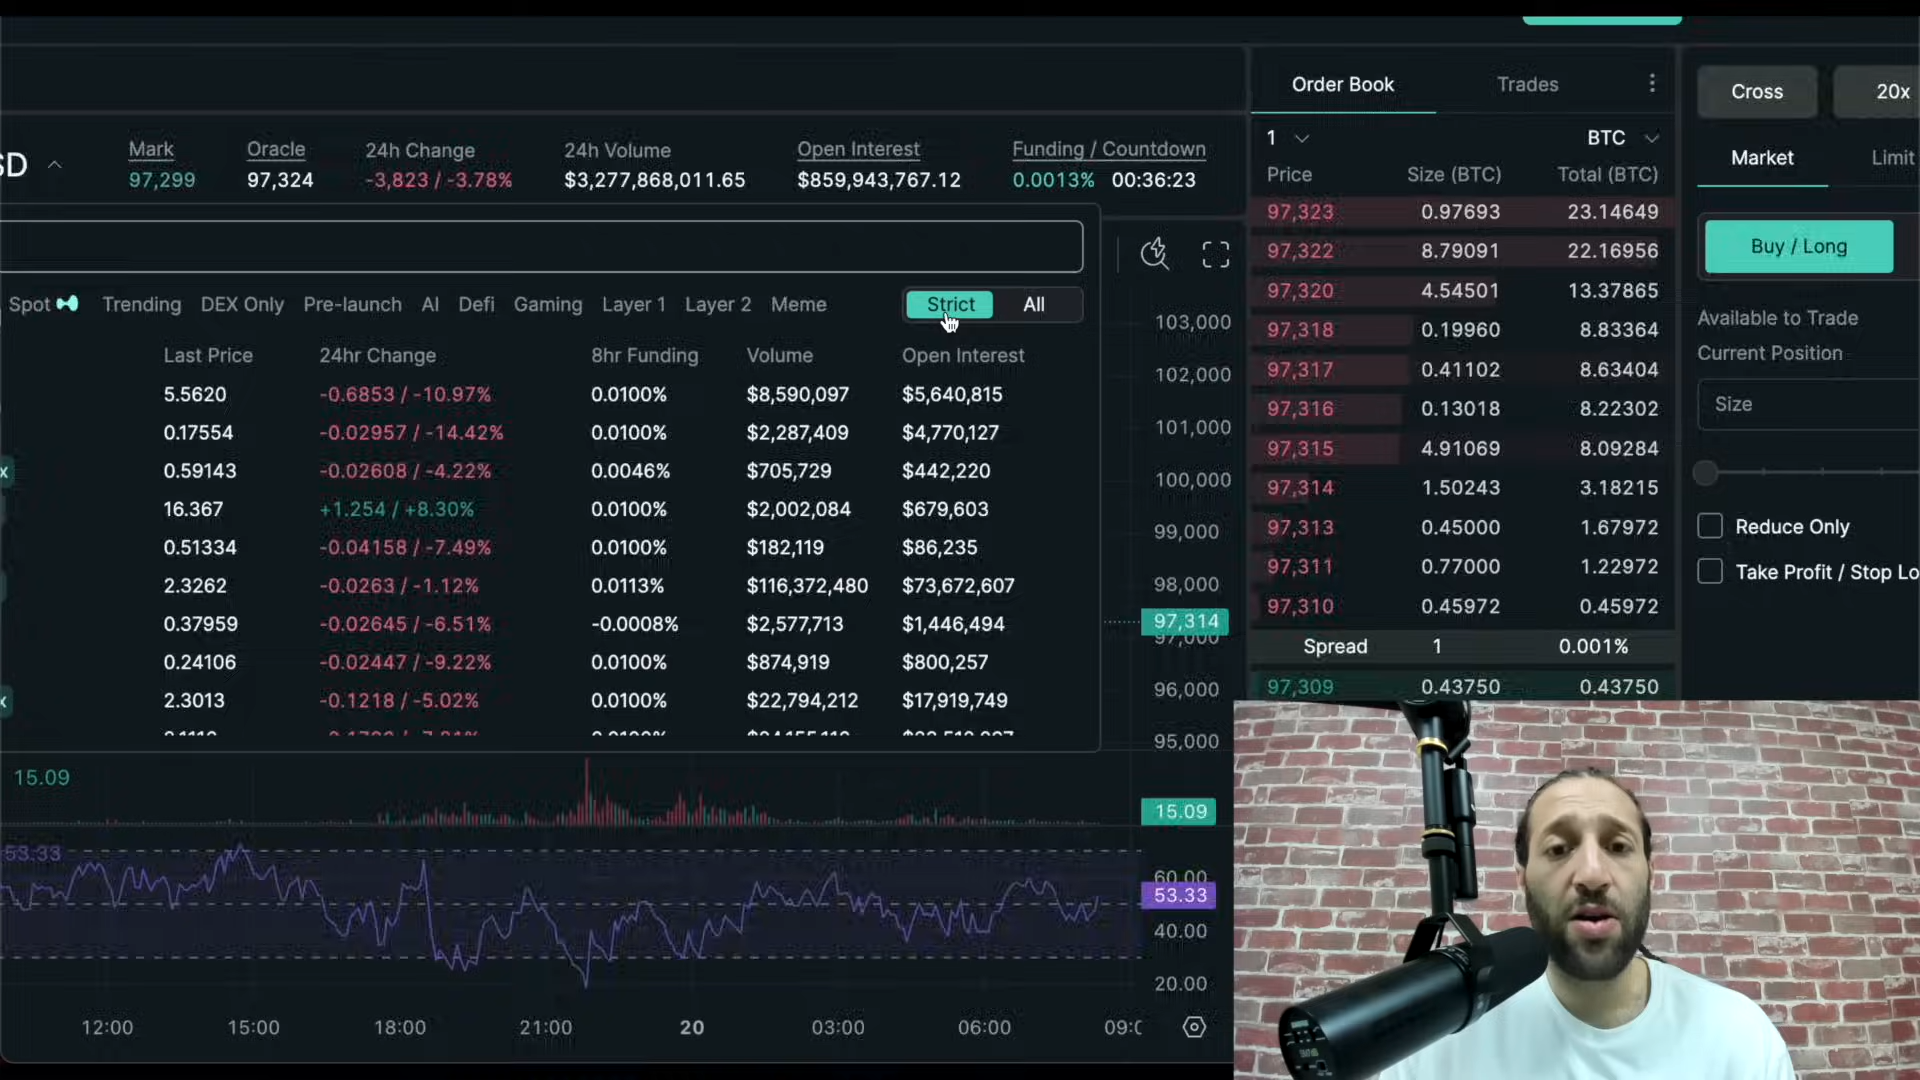 Order Book Trades
Cross 20x
SD
Mark Oracle 24h Change 24h Volume Open Interest Funding / Countdown
97,299 97,324 -3,823 / -3.78% $3,277,868,011.65 $859,943,767.12 0.0013% 00:36:23
1 BTC
Market Limit
Price Size (BTC) Total (BTC)
97,323 0.97693 23.14649
97,322 8.79091 22.16956
97,320 4.54501 13.37865
97,318 0.19960 8.83364
97,317 0.41102 8.63404
97,316 0.13018 8.22302
97,315 4.91069 8.09284
97,314 1.50243 3.18215
97,313 0.45000 1.67972
97,311 0.77000 1.22972
97,310 0.45972 0.45972
Spread 1 0.001%
97,309 0.43750 0.43750
Buy / Long
Available to Trade
Current Position
Size
Reduce Only
Take Profit / Stop Lo
Spot Trending DEX Only Pre-launch AI Defi Gaming Layer 1 Layer 2 Meme Strict All
Last Price 24hr Change 8hr Funding Volume Open Interest
5.5620 -0.6853 / -10.97% 0.0100% $8,590,097 $5,640,815
0.17554 -0.02957 / -14.42% 0.0100% $2,287,409 $4,770,127
x 0.59143 -0.02608 / -4.22% 0.0046% $705,729 $442,220
16.367 +1.254 / +8.30% 0.0100% $2,002,084 $679,603
0.51334 -0.04158 / -7.49% 0.0100% $182,119 $86,235
2.3262 -0.0263 / -1.12% 0.0113% $116,372,480 $73,672,607
0.37959 -0.02645 / -6.51% -0.0008% $2,577,713 $1,446,494
0.24106 -0.02447 / -9.22% 0.0100% $874,919 $800,257
x 2.3013 -0.1218 / -5.02% 0.0100% $22,794,212 $17,919,749
103,000
102,000
101,000
100,000
99,000
98,000
97,314
97,000
96,000
95,000
15.09 15.09
53.33
60.00
53.33
40.00
20.00
12:00 15:00 18:00 21:00 20 03:00 06:00 09:0